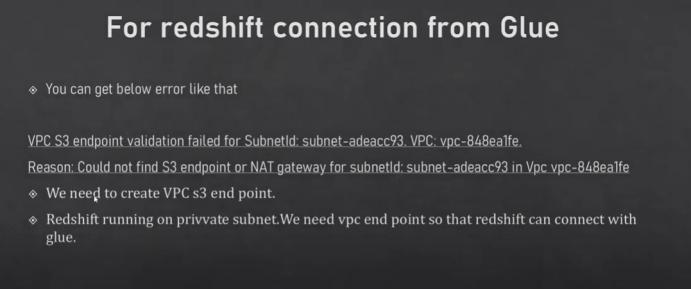 For redshift connection from Glue
You can get below error like that
VPC S3 endpoint validation failed for SubnetId: subnet-adeacc93. VPC: vpc-848ea1fe.
Reason: Could not find S3 endpoint or NAT gateway for subnetId: subnet-adeacc93 in Vpc vpc-848ea1fe
We need to create VPC s3 end point.
Redshift running on privvate subnet.We need vpc end point so that redshift can connect with
glue.